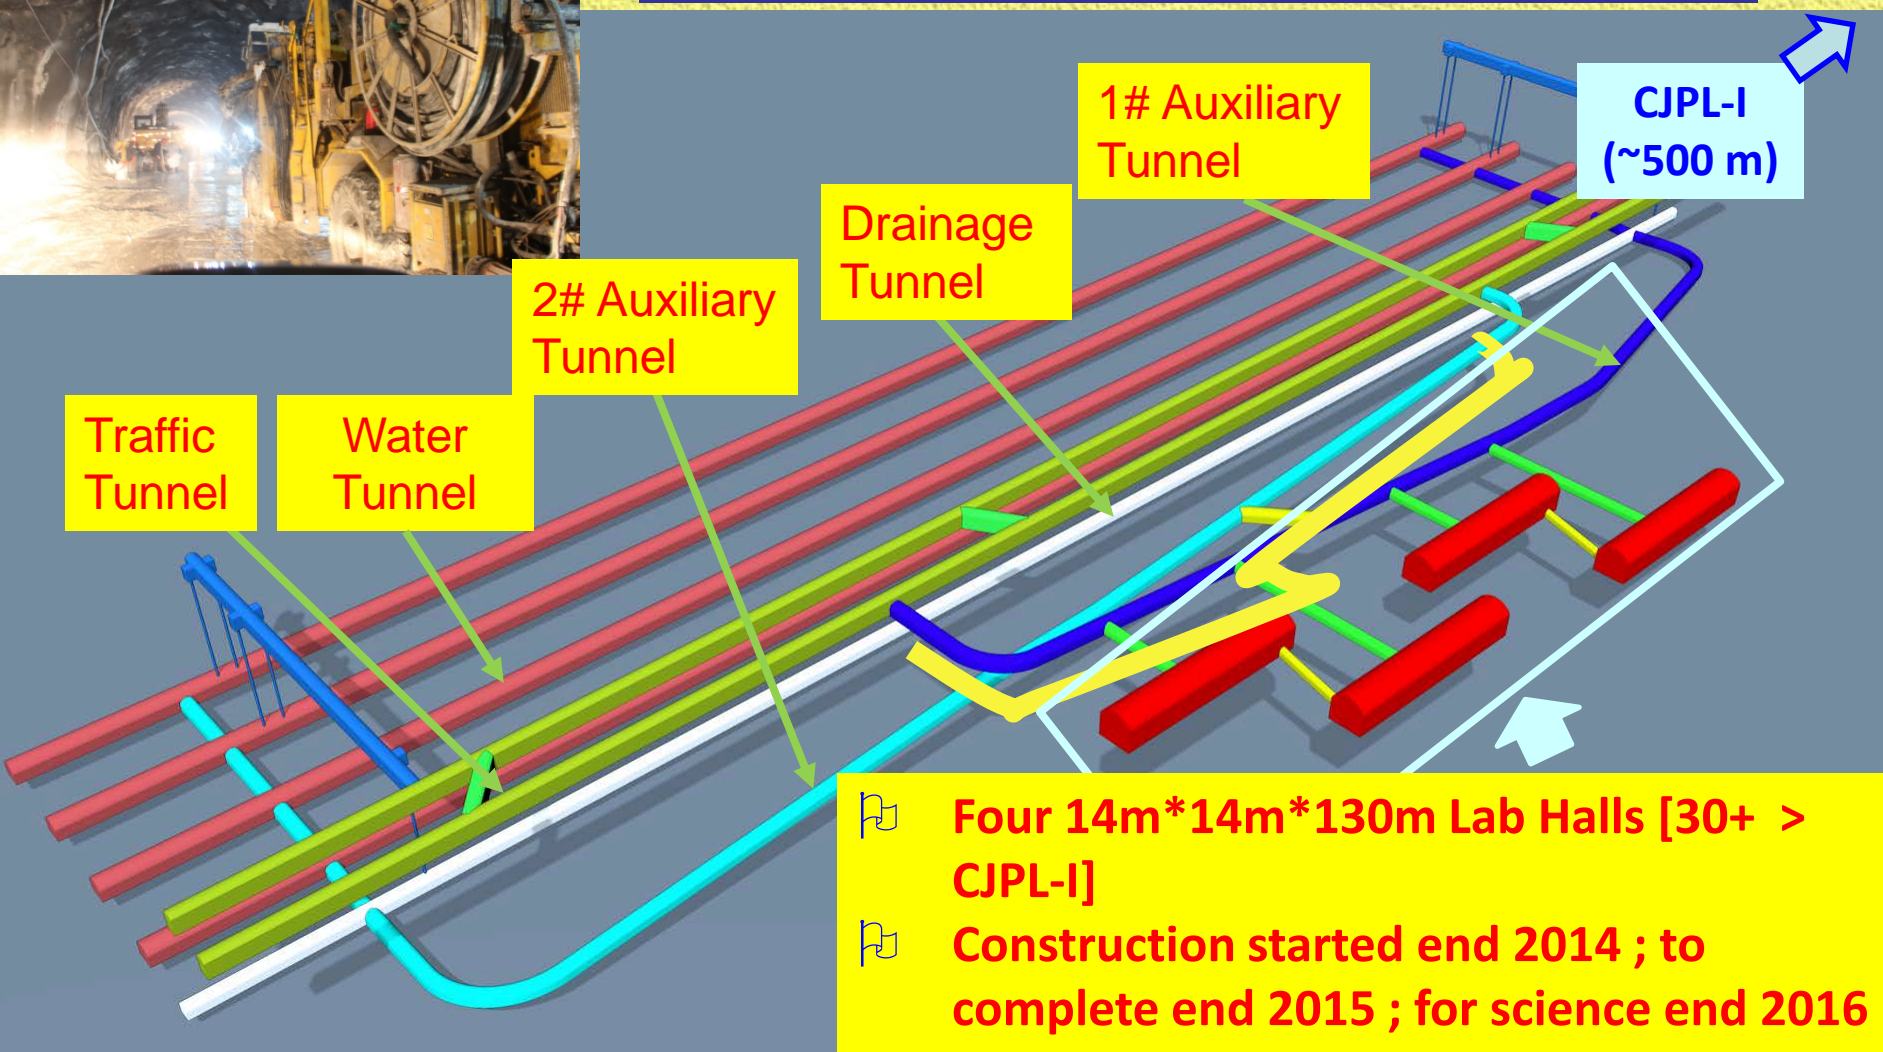 CJPL-I
(~500 m)
1# Auxiliary
Tunnel
Drainage
Tunnel
2# Auxiliary
Tunnel
Traffic
Tunnel
Water
Tunnel
Four 14m*14m*130m Lab Halls [30+ >
CJPL-I]
Construction started end 2014 ; to
complete end 2015 ; for science end 2016